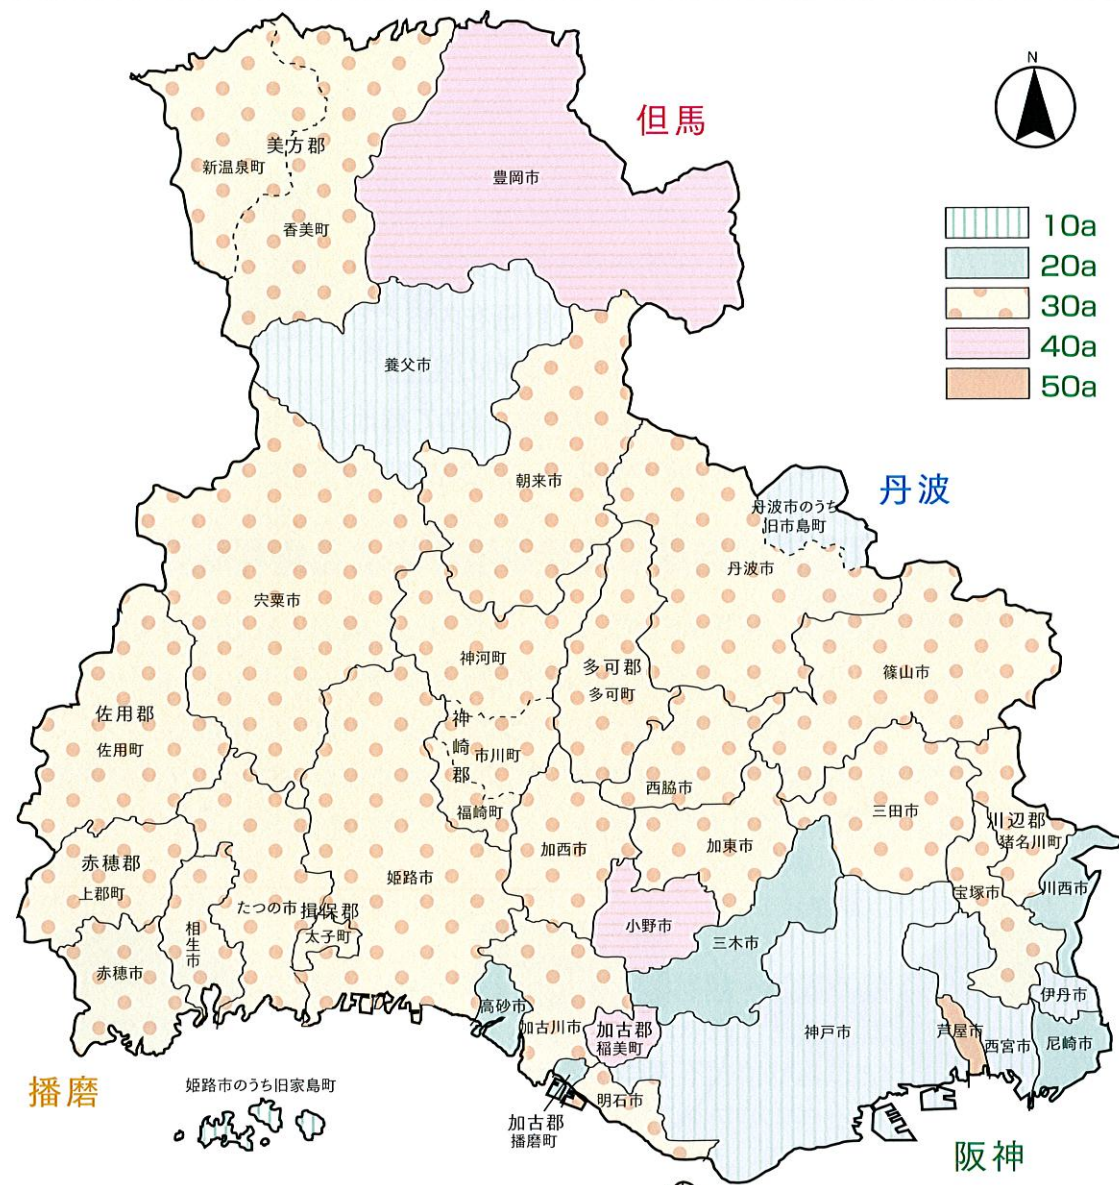 N
但馬
美方郡
新温泉町
豊岡市
香美町
10a
20a
30a
40a
50a
養父市
朝来市
丹波
丹波市のうち
旧市島町
丹波市
宍粟市
神河町
多可郡
多可町
篠山市
佐用郡
佐用町
神崎郡
市川町
福崎町
西脇市
三田市
川辺郡
猪名川町
赤穂郡
上郡町
姫路市
加西市
加東市
川西市
宝塚市
たつの市
揖保郡
太子町
相生市
小野市
三木市
赤穂市
高砂市
加古川市
加古郡
稲美町
神戸市
芦屋市
西宮市
伊丹市
尼崎市
播磨
姫路市のうち旧家島町
明石市
加古郡
播磨町
阪神